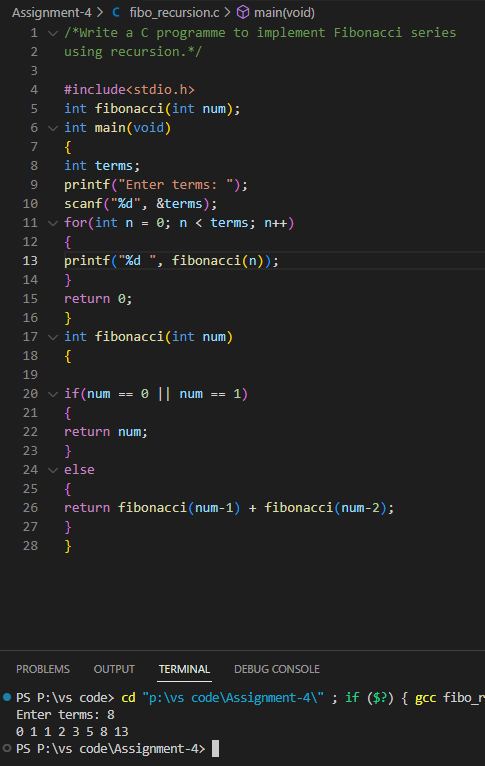 Assignment-4 > C fibo_recursion.c > main(void)
1 /*Write a C programme to implement Fibonacci series
2 using recursion.*/
3
4 #include<stdio.h>
5 int fibonacci(int num);
6 int main(void)
7 {
8 int terms;
9 printf("Enter terms: ");
10 scanf("%d", &terms);
11 for(int n = 0; n < terms; n++)
12 {
13 printf("%d ", fibonacci(n));
14 }
15 return 0;
16 }
17 int fibonacci(int num)
18 {
19
20 if(num == 0 || num == 1)
21 {
22 return num;
23 }
24 else
25 {
26 return fibonacci(num-1) + fibonacci(num-2);
27 }
28 }
PROBLEMS OUTPUT TERMINAL DEBUG CONSOLE
PS P:\vs code> cd "p:\vs code\Assignment-4\" ; if ($?) { gcc fibo_r
Enter terms: 8
0 1 1 2 3 5 8 13
PS P:\vs code\Assignment-4>